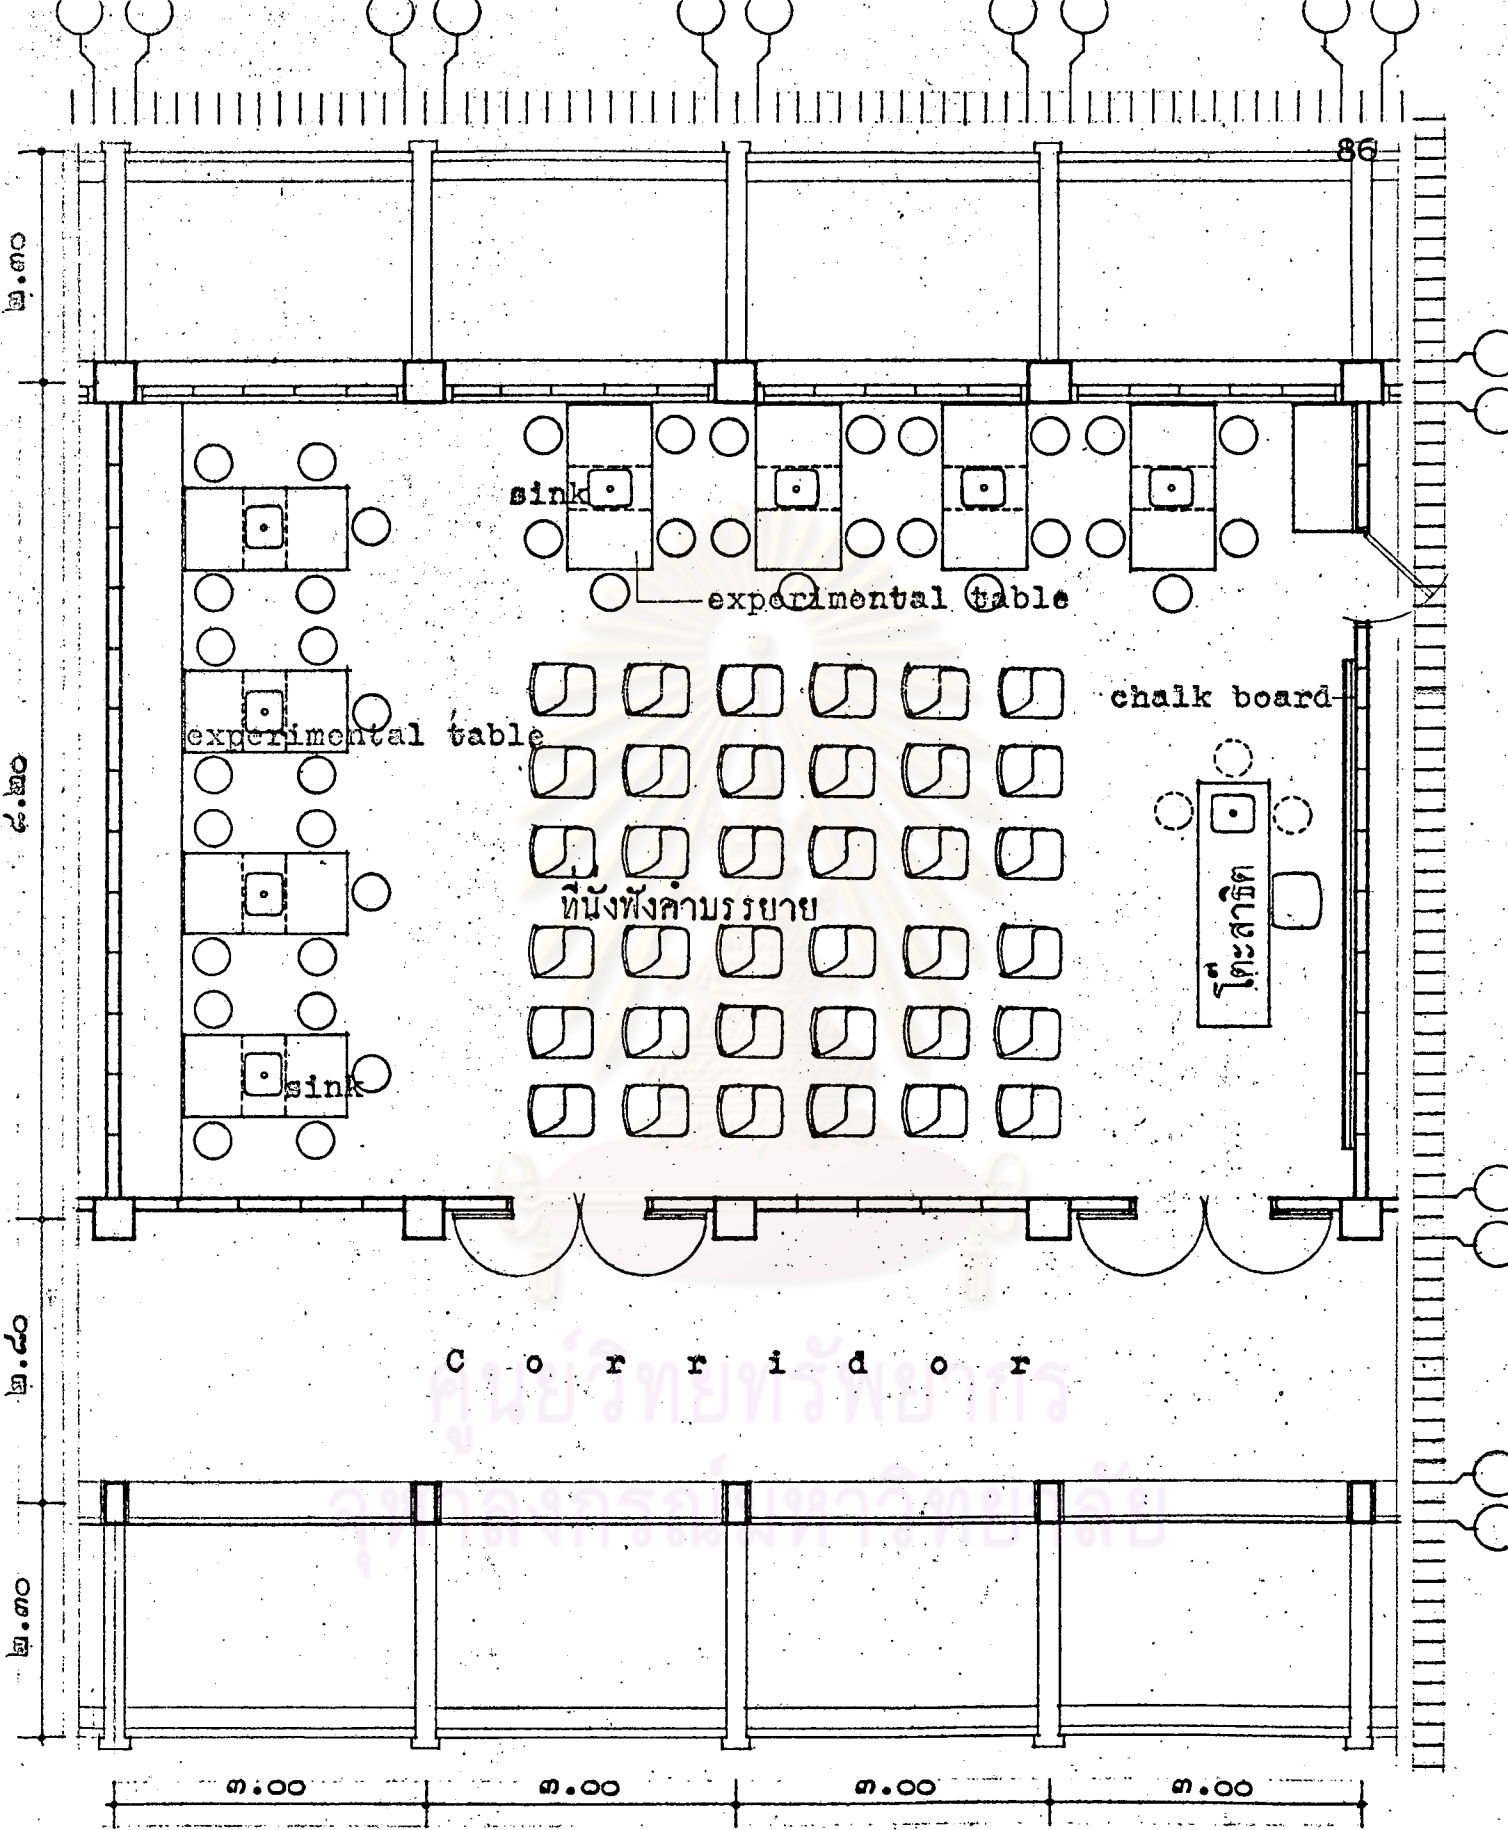 86
๒.๓๐
sink
experimental table
chalk board
experimental table
๘.๒๐
ที่นั่งฟังคำบรรยาย
โต๊ะสาธิต
sink
Corridor
๒.๘๐
ศูนย์วิทยทรัพยากร
จุฬาลงกรณ์มหาวิทยาลัย
๒.๓๐
๓.๐๐ ๓.๐๐ ๓.๐๐ ๓.๐๐